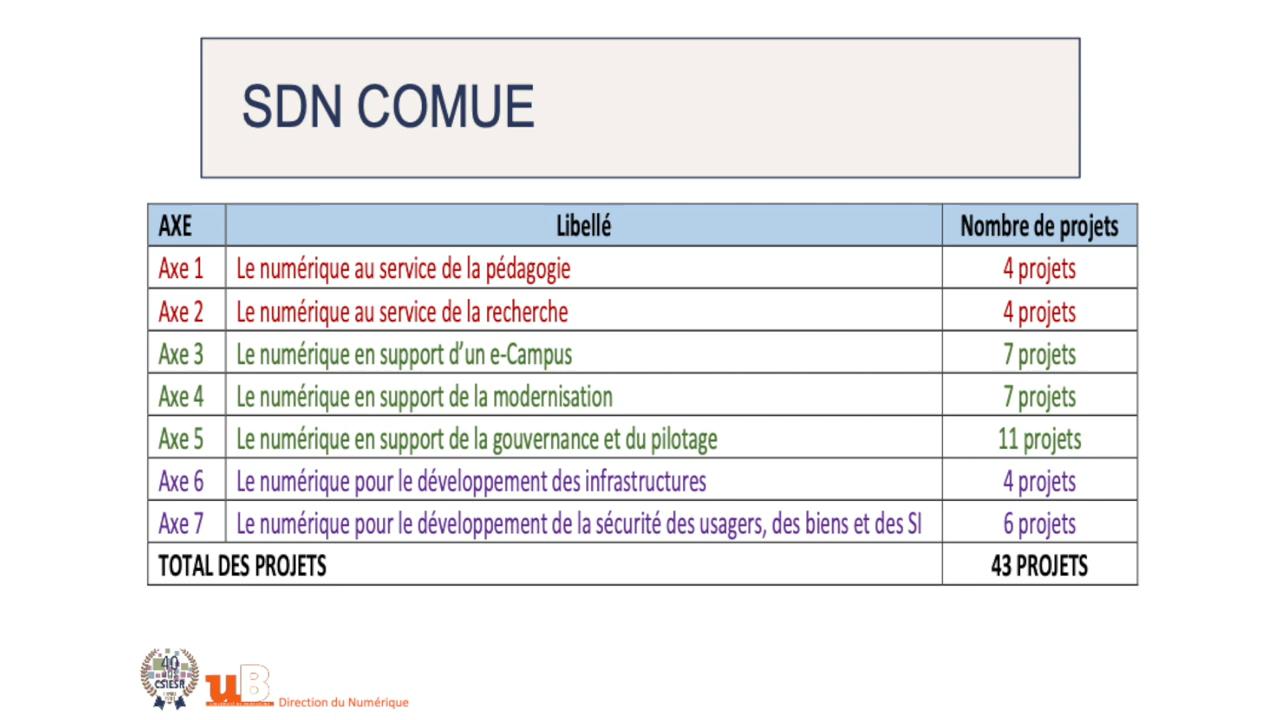 SDN COMUE
AXE Libellé Nombre de projets
Axe 1 Le numérique au service de la pédagogie 4 projets
Axe 2 Le numérique au service de la recherche 4 projets
Axe 3 Le numérique en support d’un e-Campus 7 projets
Axe 4 Le numérique en support de la modernisation 7 projets
Axe 5 Le numérique en support de la gouvernance et du pilotage 11 projets
Axe 6 Le numérique pour le développement des infrastructures 4 projets
Axe 7 Le numérique pour le développement de la sécurité des usagers, des biens et des SI 6 projets
TOTAL DES PROJETS 43 PROJETS
40
CSIESR
uB
Direction du Numérique